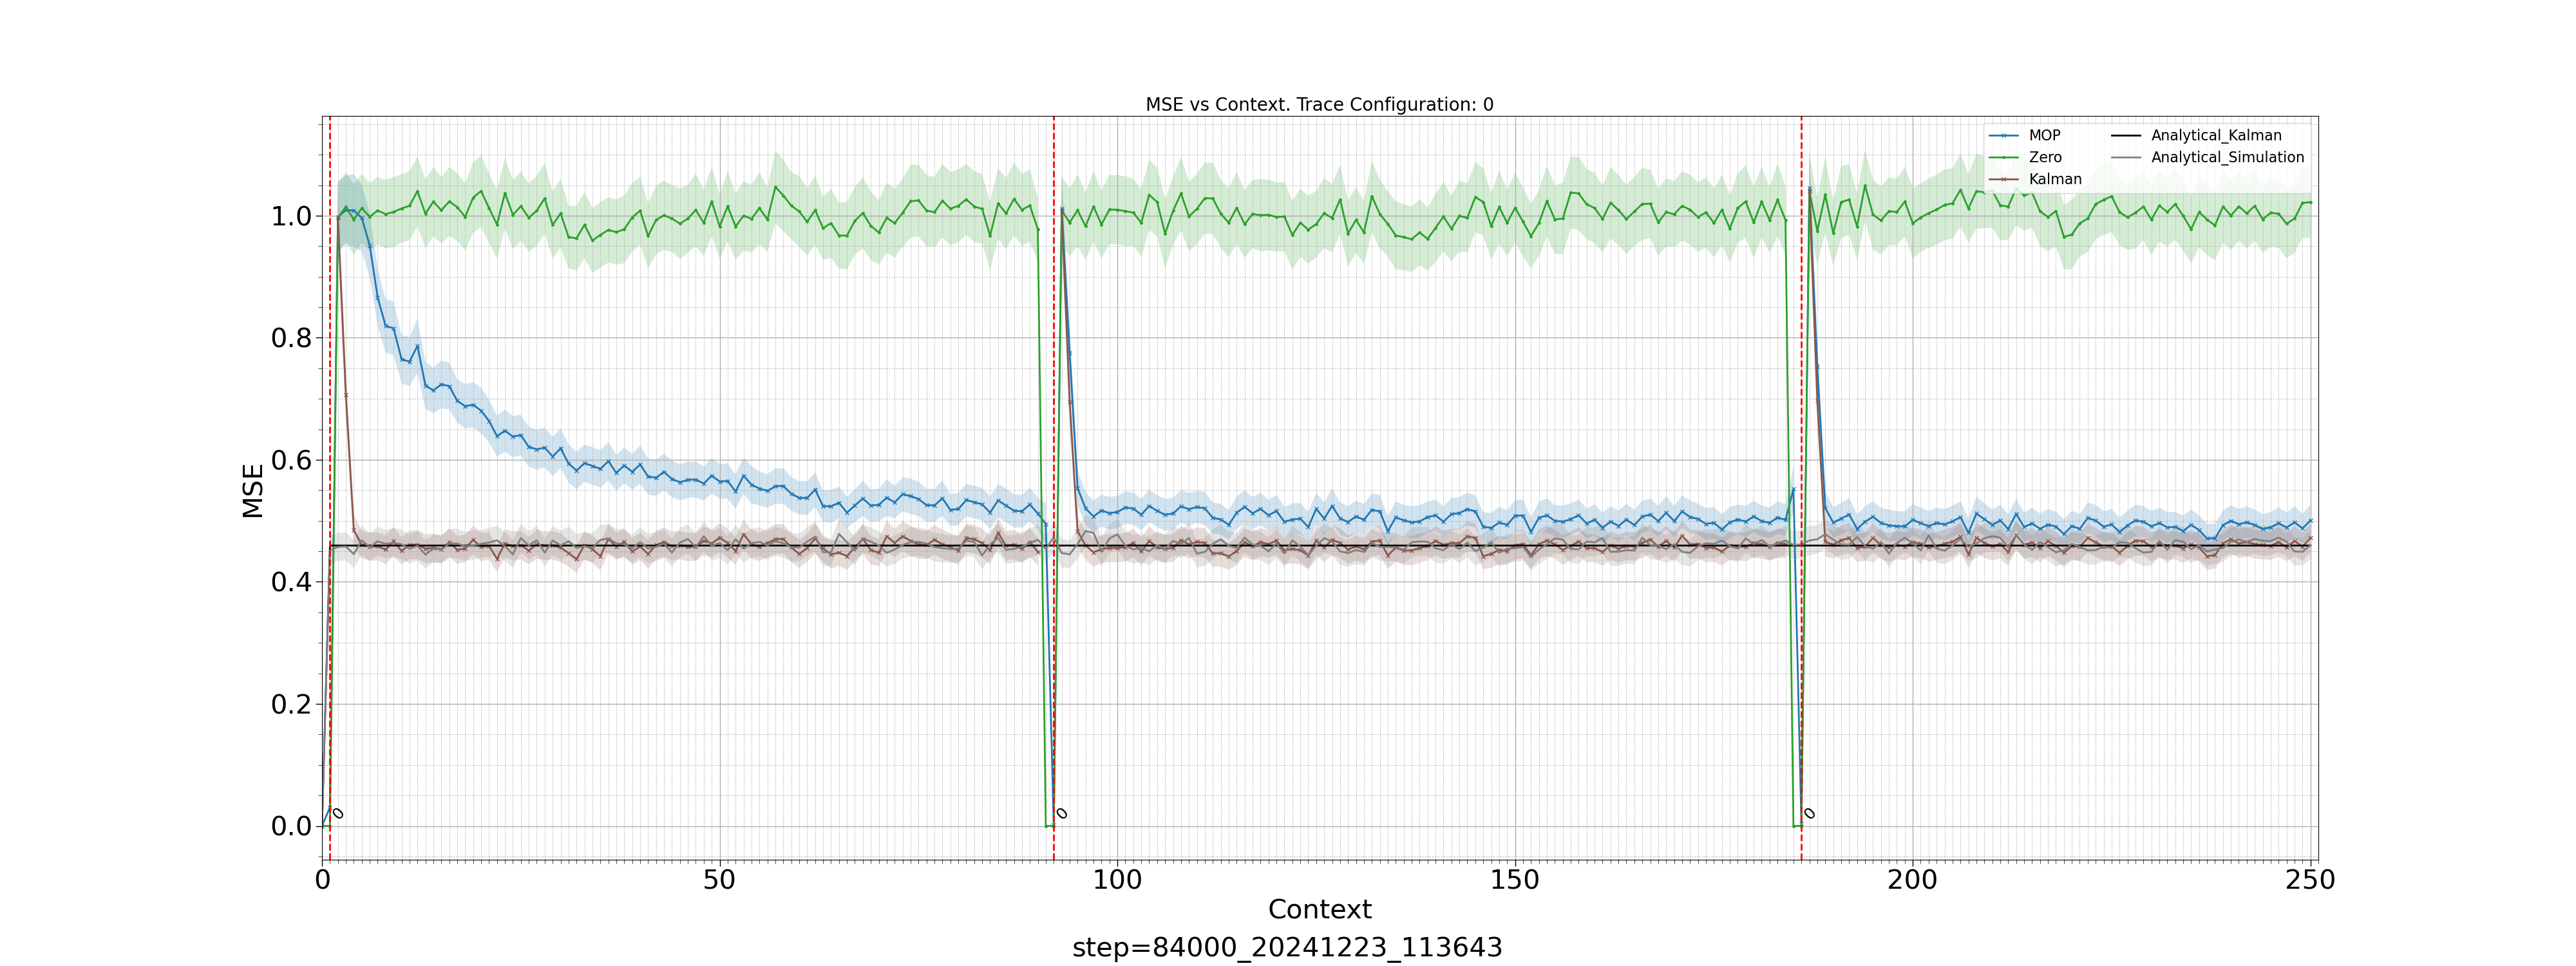 MSE vs Context. Trace Configuration: 0
MOP
Zero
Kalman
Analytical_Kalman
Analytical_Simulation
MSE
1.0
0.8
0.6
0.4
0.2
0.0
0
0
0
0
50
100
150
200
250
Context
step=84000_20241223_113643